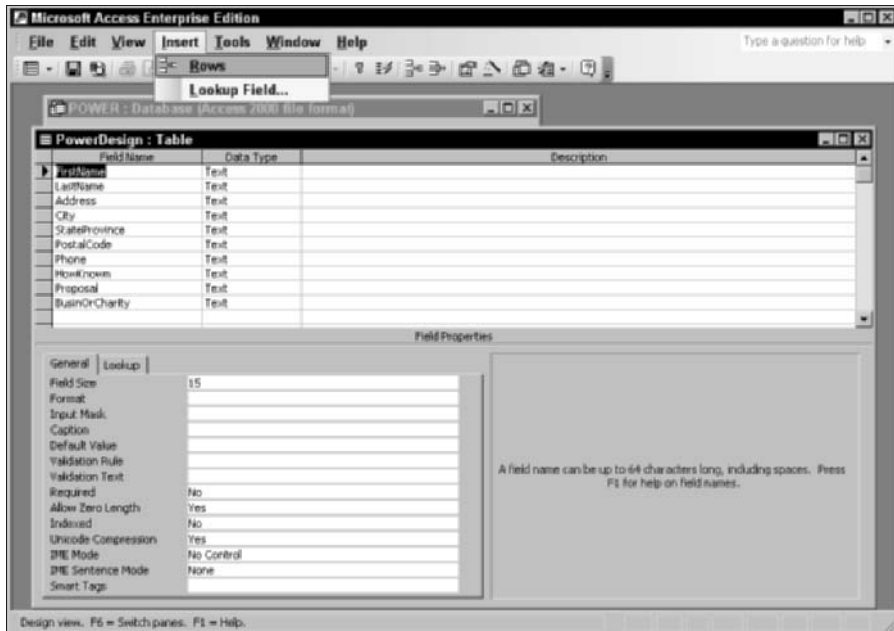 Microsoft Access Enterprise Edition
File Edit View Insert Tools Window Help
Type a question for help
Rows
Lookup Field...
POWER : Database (Access 2000 file format)
PowerDesign : Table
Field Name Data Type Description
FirstName Text
LastName Text
Address Text
City Text
StateProvince Text
PostalCode Text
Phone Text
HowKnown Text
Proposal Text
BusinOrCharity Text
Field Properties
General Lookup
Field Size 15
Format
Input Mask
Caption
Default Value
Validation Rule
Validation Text
Required No
Allow Zero Length Yes
Indexed No
Unicode Compression Yes
IME Mode No Control
IME Sentence Mode None
Smart Tags
A field name can be up to 64 characters long, including spaces. Press
F1 for help on field names.
Design view. F6 = Switch panes. F1 = Help.